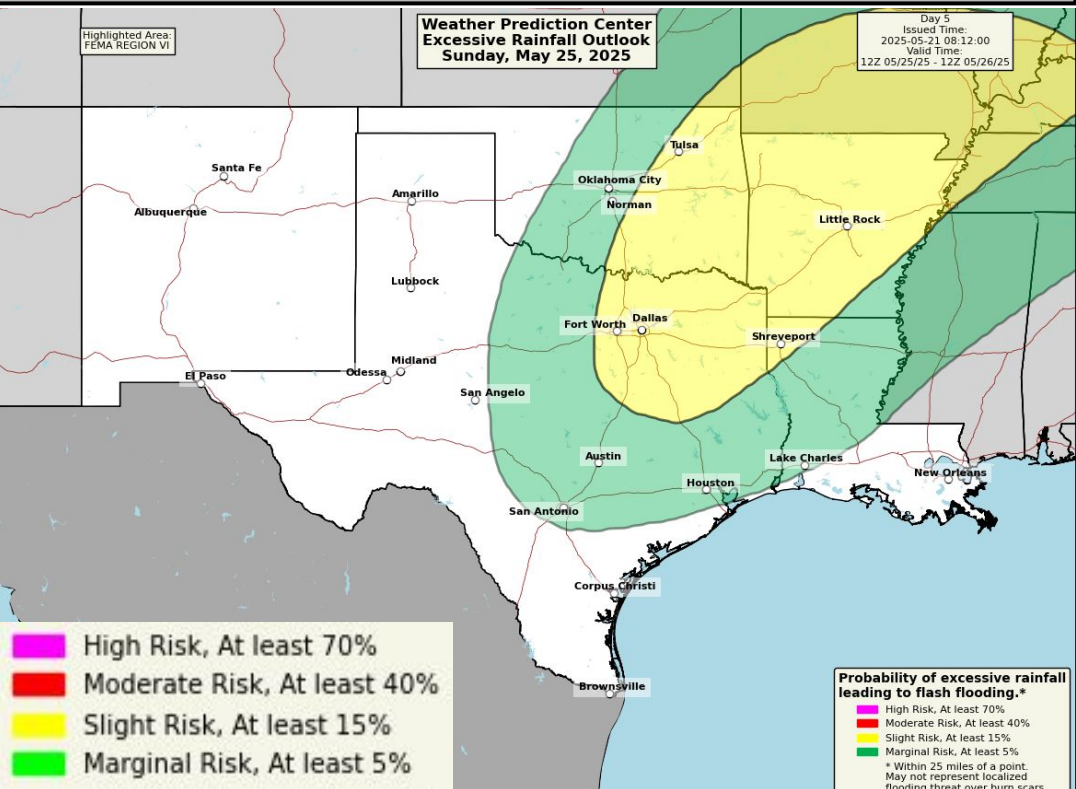 Highlighted Area:
FEMA REGION VI
Weather Prediction Center
Excessive Rainfall Outlook
Sunday, May 25, 2025
Day 5
Issued Time:
2025-05-21 08:12:00
Valid Time:
12Z 05/25/25 - 12Z 05/26/25
Tulsa
Santa Fe
Oklahoma City
Amarillo
Norman
Albuquerque
Little Rock
Lubbock
Dallas
Fort Worth
Shreveport
Midland
Odessa
El Paso
San Angelo
Austin
Lake Charles
New Orleans
Houston
San Antonio
Corpus Christi
Brownsville
High Risk, At least 70%
Moderate Risk, At least 40%
Slight Risk, At least 15%
Marginal Risk, At least 5%
Probability of excessive rainfall
leading to flash flooding.*
High Risk, At least 70%
Moderate Risk, At least 40%
Slight Risk, At least 15%
Marginal Risk, At least 5%
* Within 25 miles of a point.
May not represent localized
flooding threat over burn scars